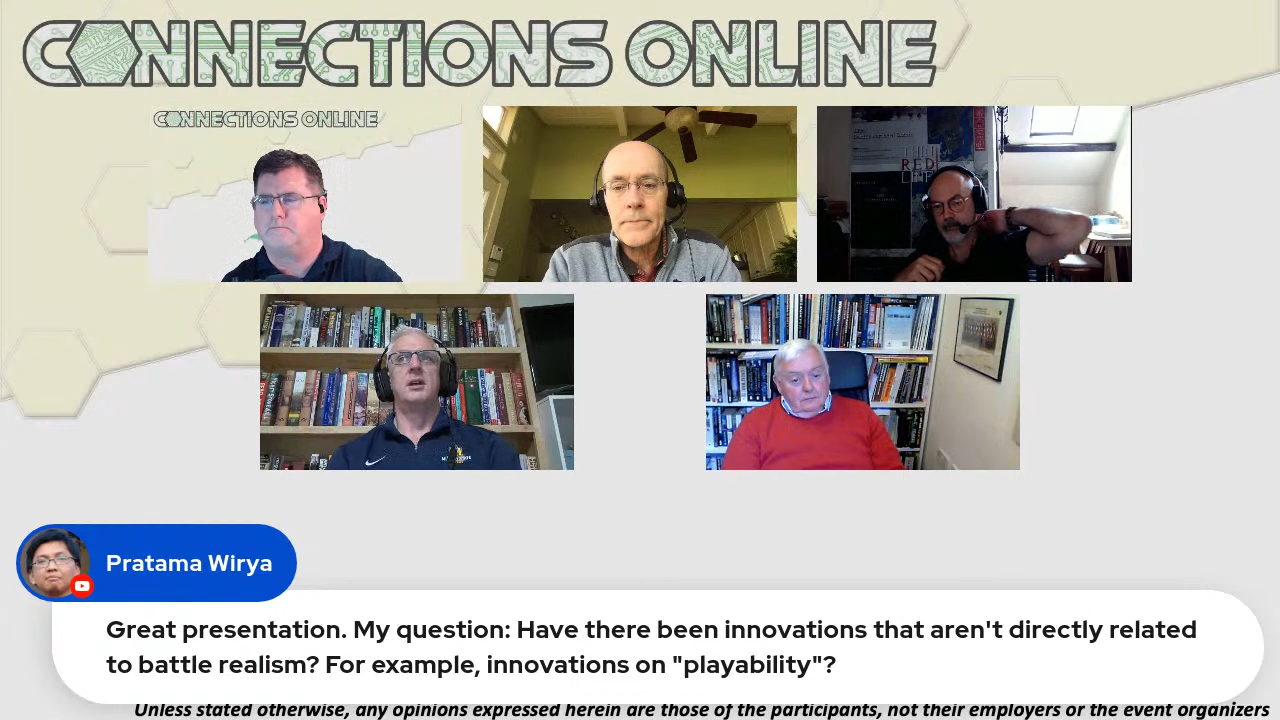 CONNECTIONS ONLINE
CONNECTIONS ONLINE
RED
Pratama Wirya
Great presentation. My question: Have there been innovations that aren't directly related
to battle realism? For example, innovations on "playability"?
Unless stated otherwise, any opinions expressed herein are those of the participants, not their employers or the event organizers